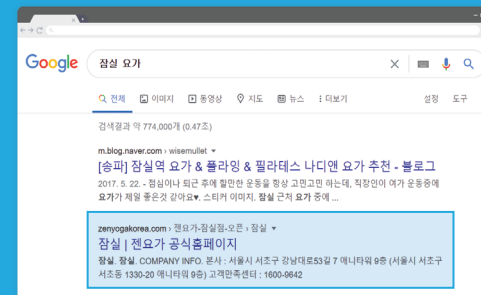 Google
잠실 요가
전체 이미지 동영상 지도 뉴스 더보기 설정 도구
검색결과 약 774,000개 (0.47초)
m.blog.naver.com › wisemullet
[송파] 잠실역 요가 & 플라잉 & 필라테스 나디앤 요가 추천 - 블로그
2017. 5. 22. - 점심이나 퇴근 후에 할만한 운동을 항상 고민고민 하는데, 직장인이 여가 운동중에
요가가 제일 좋은것 같아요♥, 스티커 이미지. 잠실 근처 요가 중에 ...
zenyogakorea.com › 젠요가-잠실점-오픈 › 잠실
잠실 | 젠요가 공식홈페이지
잠실. 잠실. COMPANY INFO. 본사 : 서울시 서초구 강남대로53길 7 애니타워 9층 (서울시 서초구
서초동 1330-20 애니타워 9층) 고객만족센터 : 1600-9642